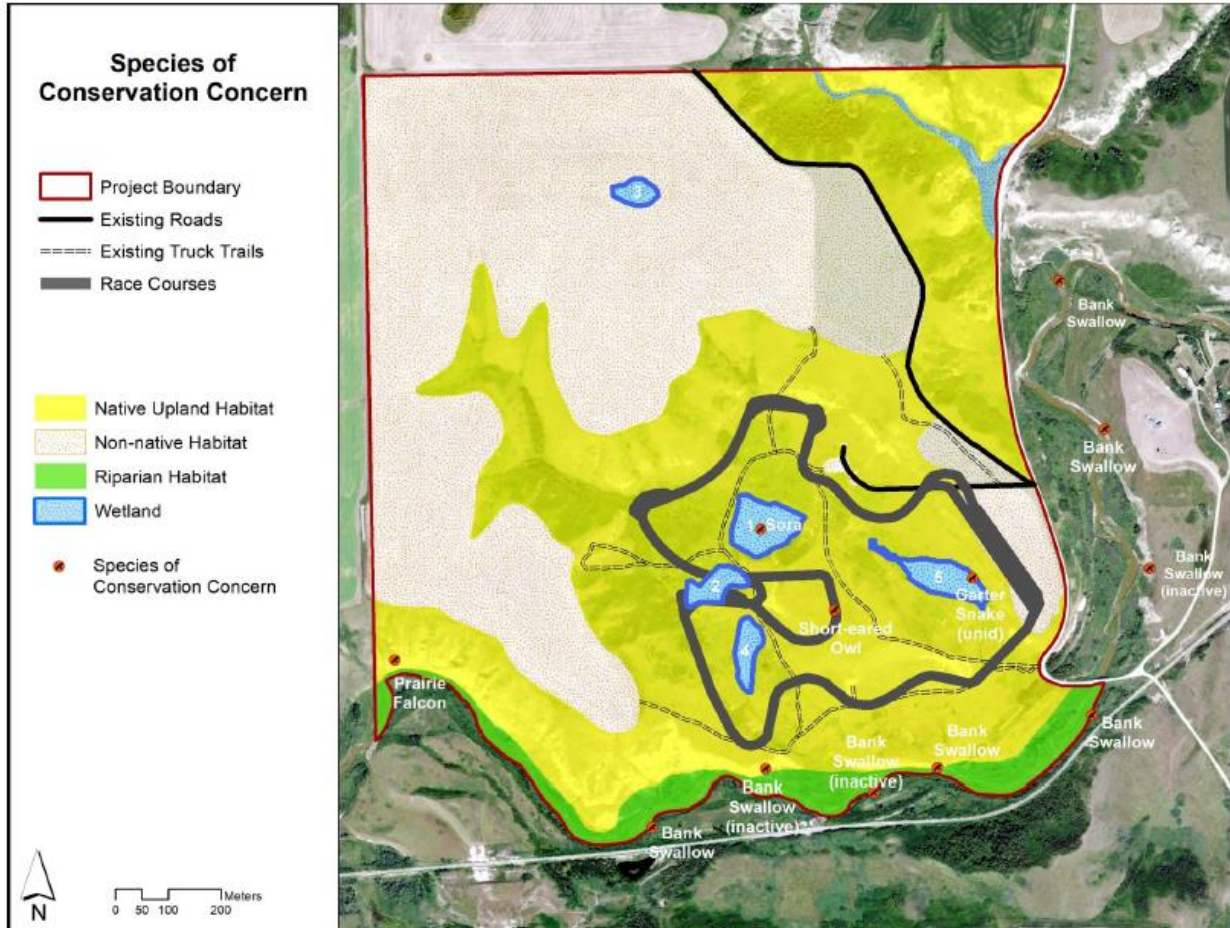 Species of
Conservation Concern
Project Boundary
Existing Roads
Existing Truck Trails
Race Courses
Native Upland Habitat
Non-native Habitat
Riparian Habitat
Wetland
Species of
Conservation Concern
N
0 50 100 200
Meters
3
Bank
Swallow
Bank
Swallow
1
Sora
Bank
Swallow
(inactive)
2
5
Garter
Snake
(unid)
Short-eared
Owl
4
Prairie
Falcon
Bank
Swallow
Bank
Swallow
Bank
Swallow
(inactive)
Bank
Swallow
(inactive)
Bank
Swallow